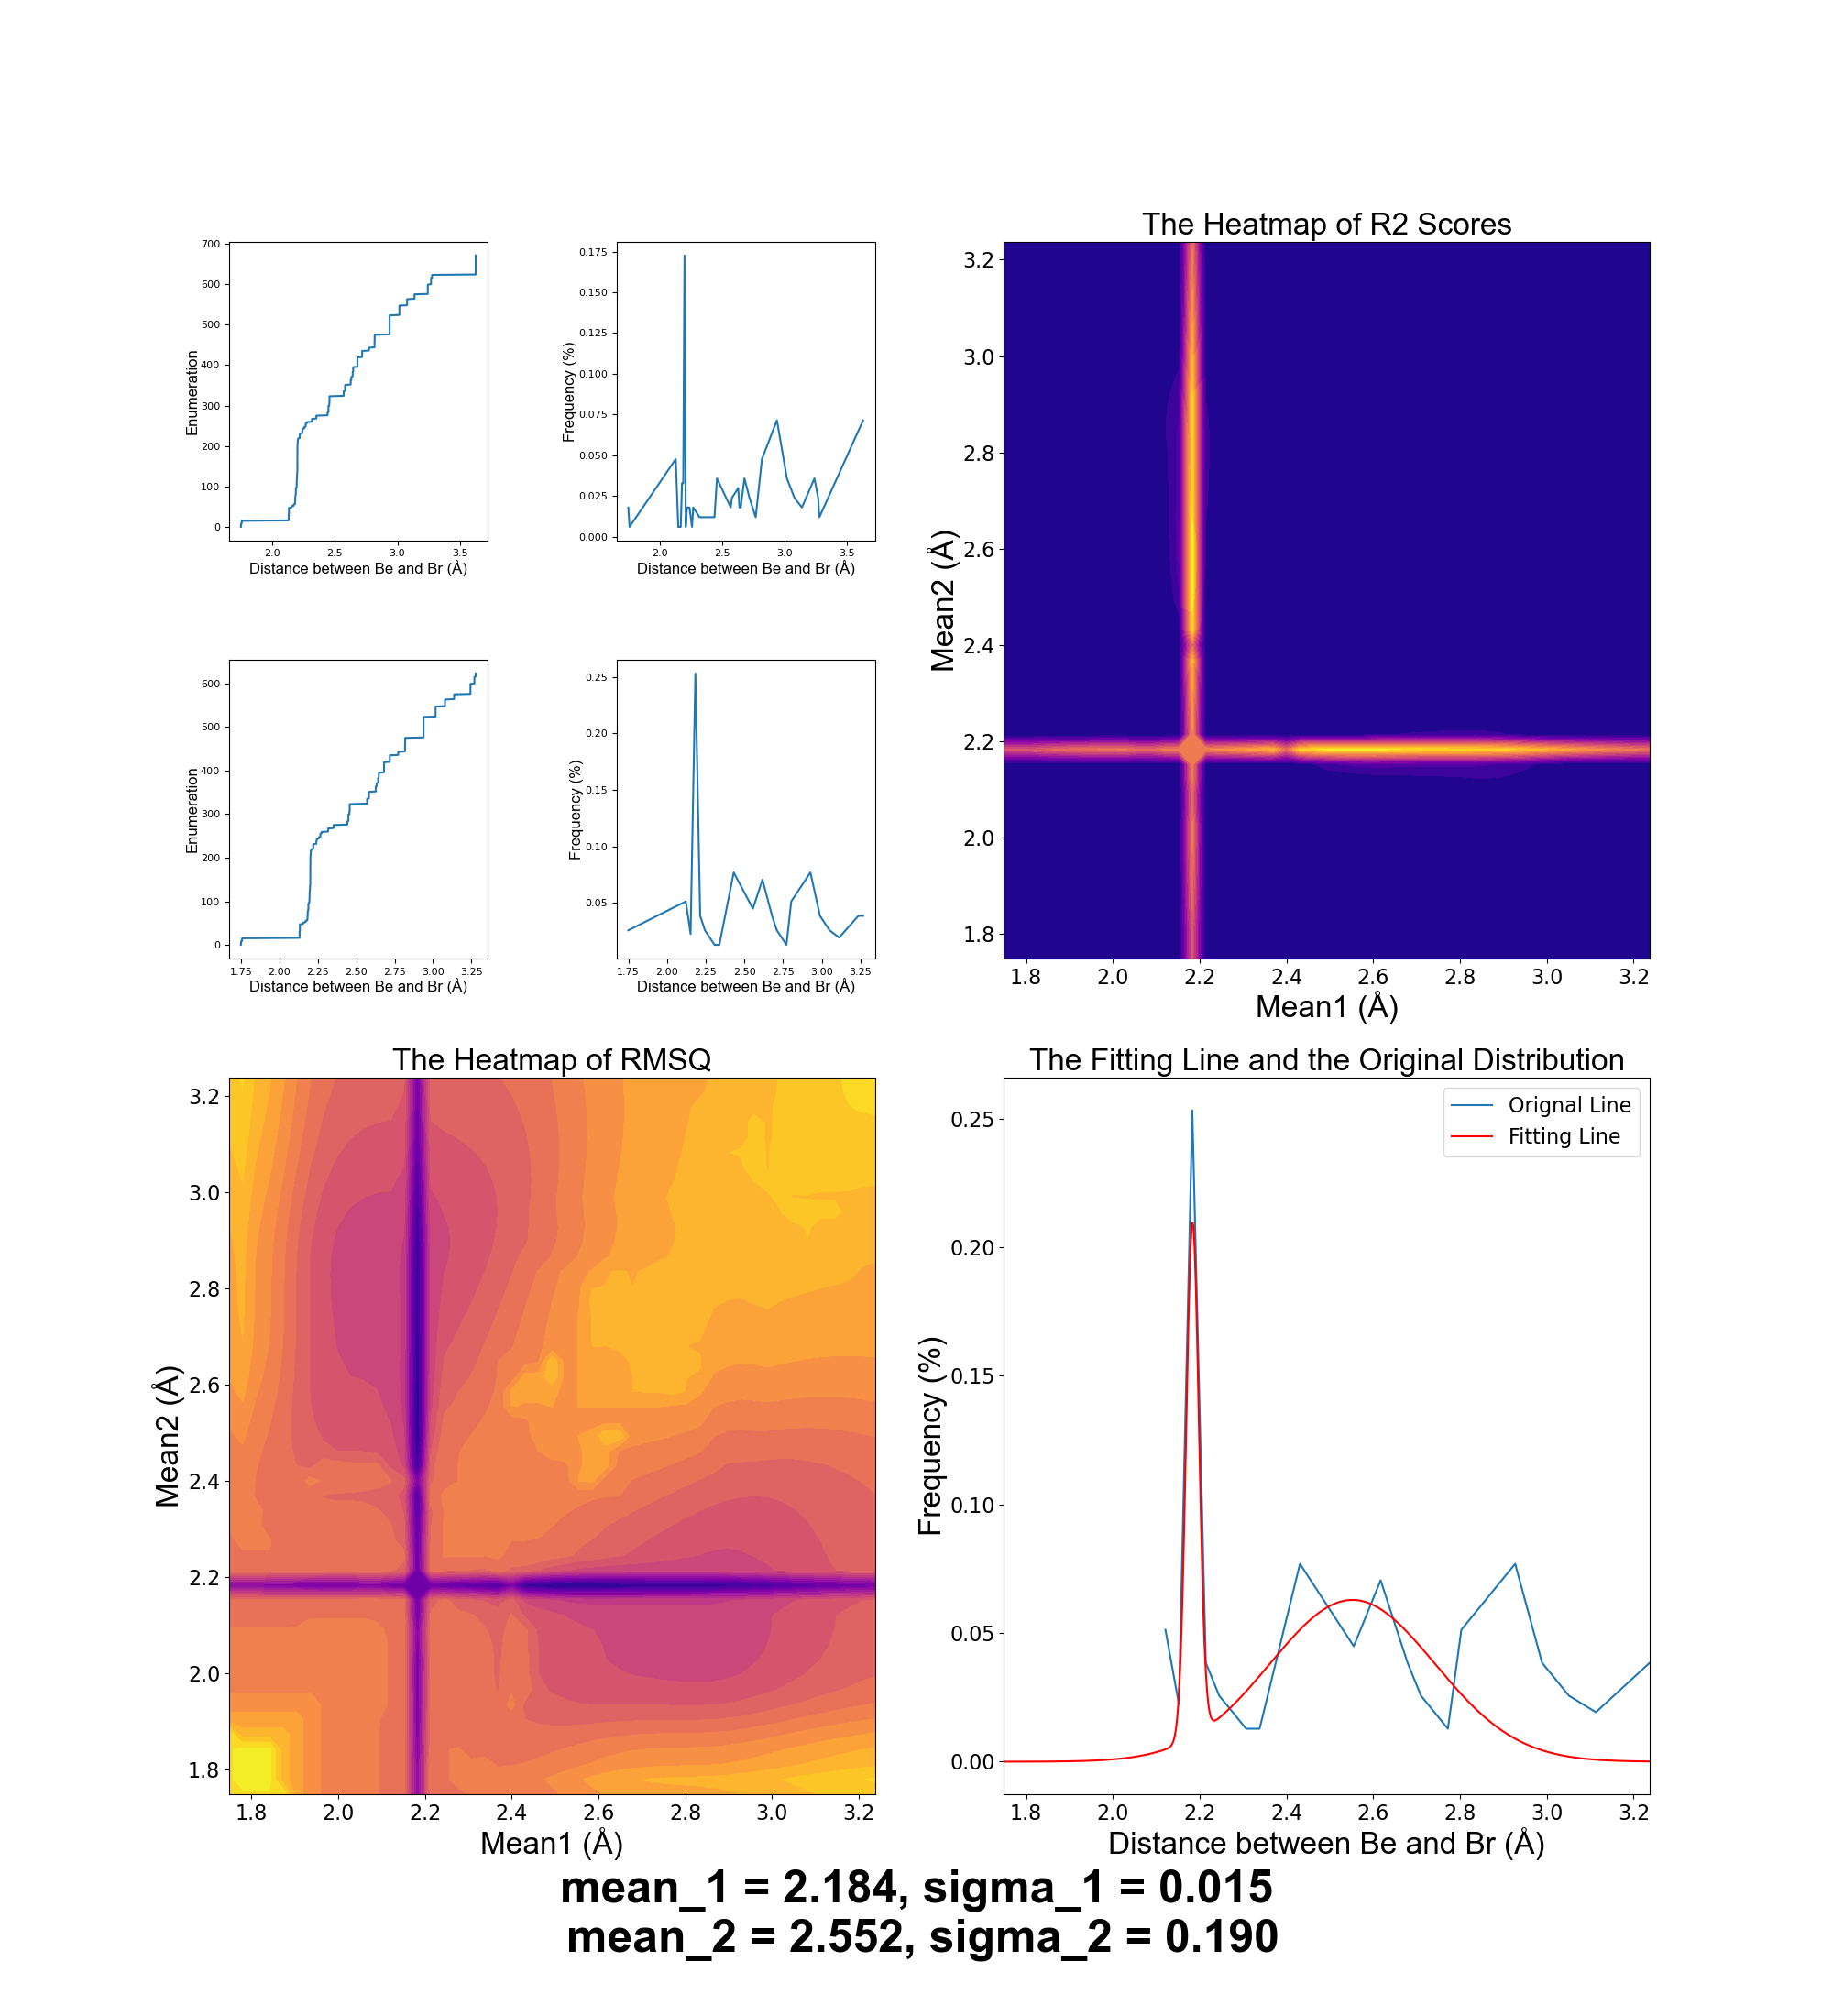 700
600
500
400
300
200
100
0
Enumeration
2.0 2.5 3.0 3.5
Distance between Be and Br (Å)
0.175
0.150
0.125
0.100
0.075
0.050
0.025
0.000
Frequency (%)
2.0 2.5 3.0 3.5
Distance between Be and Br (Å)
600
500
400
300
200
100
0
Enumeration
1.75 2.00 2.25 2.50 2.75 3.00 3.25
Distance between Be and Br (Å)
0.25
0.20
0.15
0.10
0.05
Frequency (%)
1.75 2.00 2.25 2.50 2.75 3.00 3.25
Distance between Be and Br (Å)
The Heatmap of R2 Scores
3.2
3.0
2.8
2.6
2.4
2.2
2.0
1.8
Mean2 (Å)
1.8 2.0 2.2 2.4 2.6 2.8 3.0 3.2
Mean1 (Å)
The Heatmap of RMSQ
3.2
3.0
2.8
2.6
2.4
2.2
2.0
1.8
Mean2 (Å)
1.8 2.0 2.2 2.4 2.6 2.8 3.0 3.2
Mean1 (Å)
The Fitting Line and the Original Distribution
Orignal Line
Fitting Line
0.25
0.20
0.15
0.10
0.05
0.00
Frequency (%)
1.8 2.0 2.2 2.4 2.6 2.8 3.0 3.2
Distance between Be and Br (Å)
mean_1 = 2.184, sigma_1 = 0.015
mean_2 = 2.552, sigma_2 = 0.190